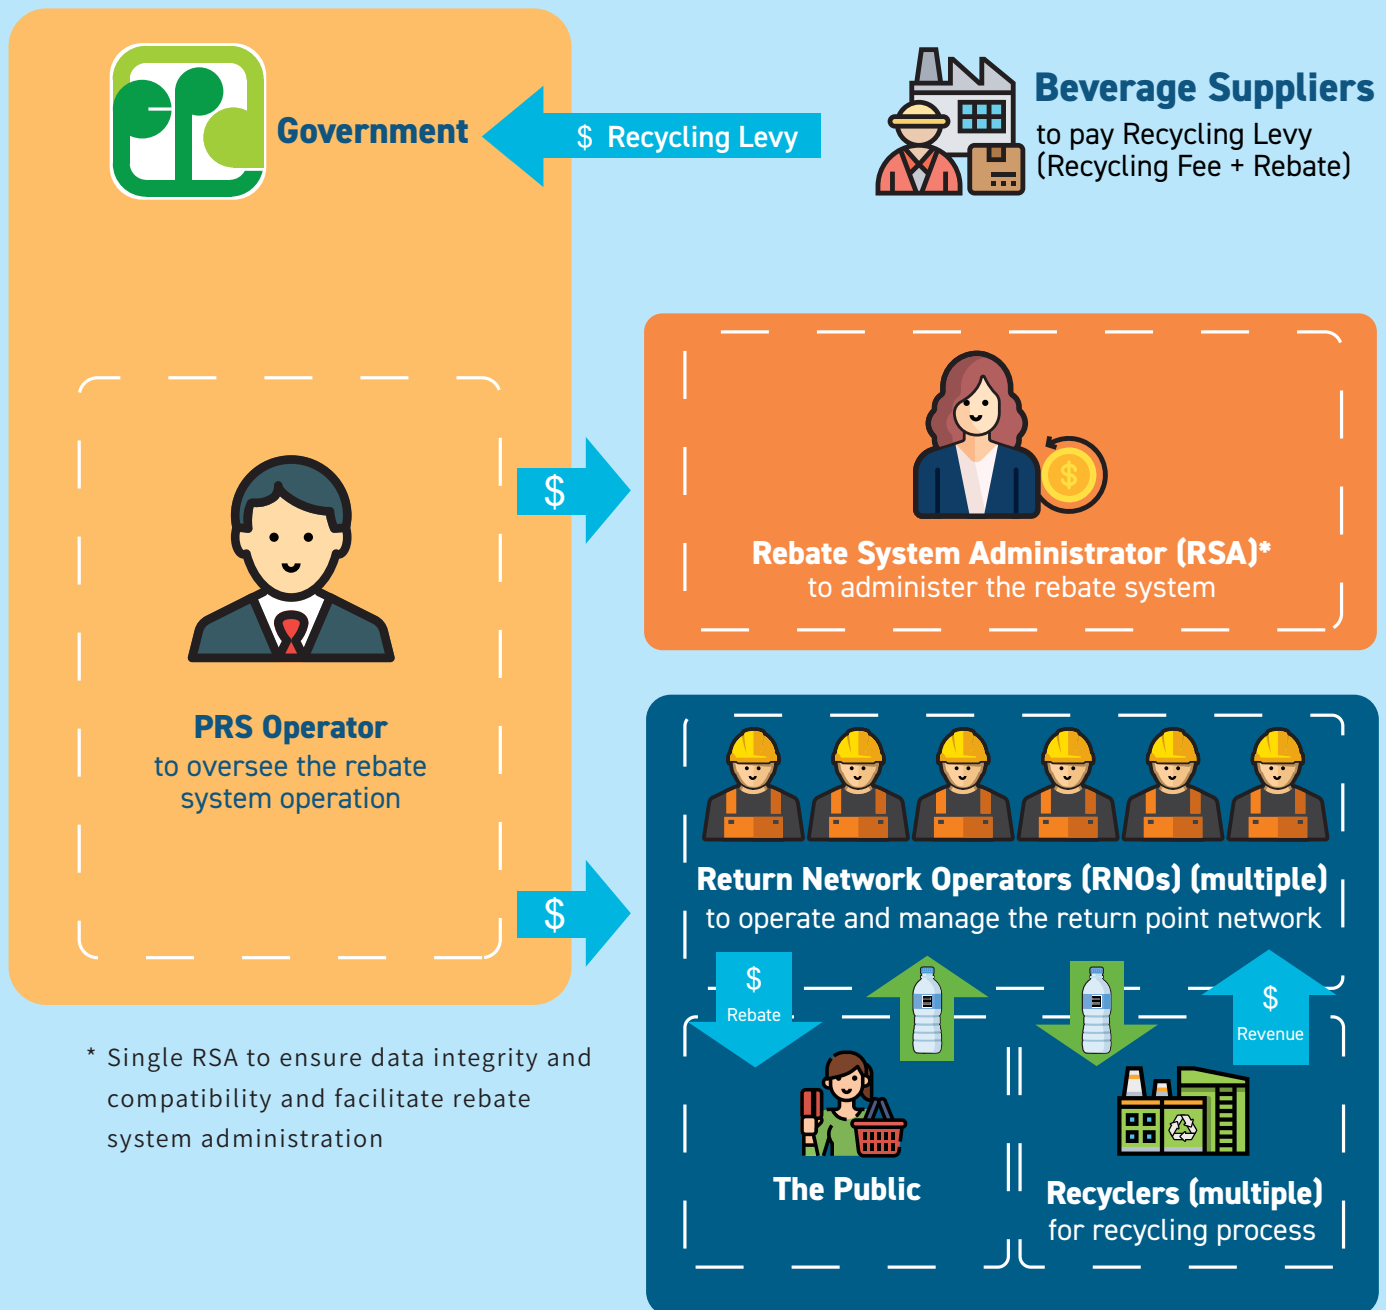 Government
$ Recycling Levy
Beverage Suppliers
to pay Recycling Levy
(Recycling Fee + Rebate)
$
Rebate System Administrator (RSA)*
to administer the rebate system
PRS Operator
to oversee the rebate
system operation
$
Return Network Operators (RNOs) (multiple)
to operate and manage the return point network
$
Rebate
$
Revenue
The Public
Recyclers (multiple)
for recycling process
* Single RSA to ensure data integrity and
compatibility and facilitate rebate
system administration